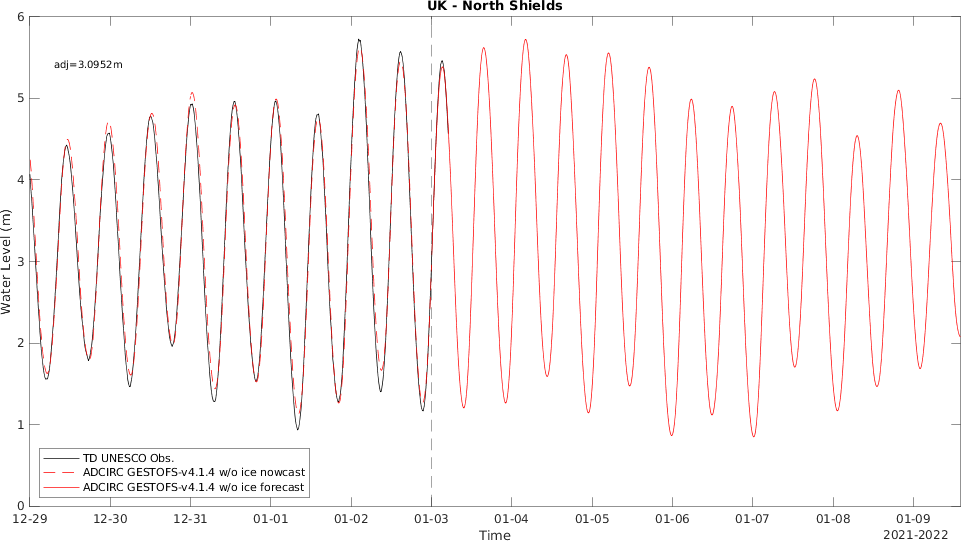 UK - North Shields
6
adj=3.0952m
5
4
3
2
1
0
Water Level (m)
TD UNESCO Obs.
ADCIRC GESTOFS-v4.1.4 w/o ice nowcast
ADCIRC GESTOFS-v4.1.4 w/o ice forecast
12-29 12-30 12-31 01-01 01-02 01-03 01-04 01-05 01-06 01-07 01-08 01-09
Time
2021-2022